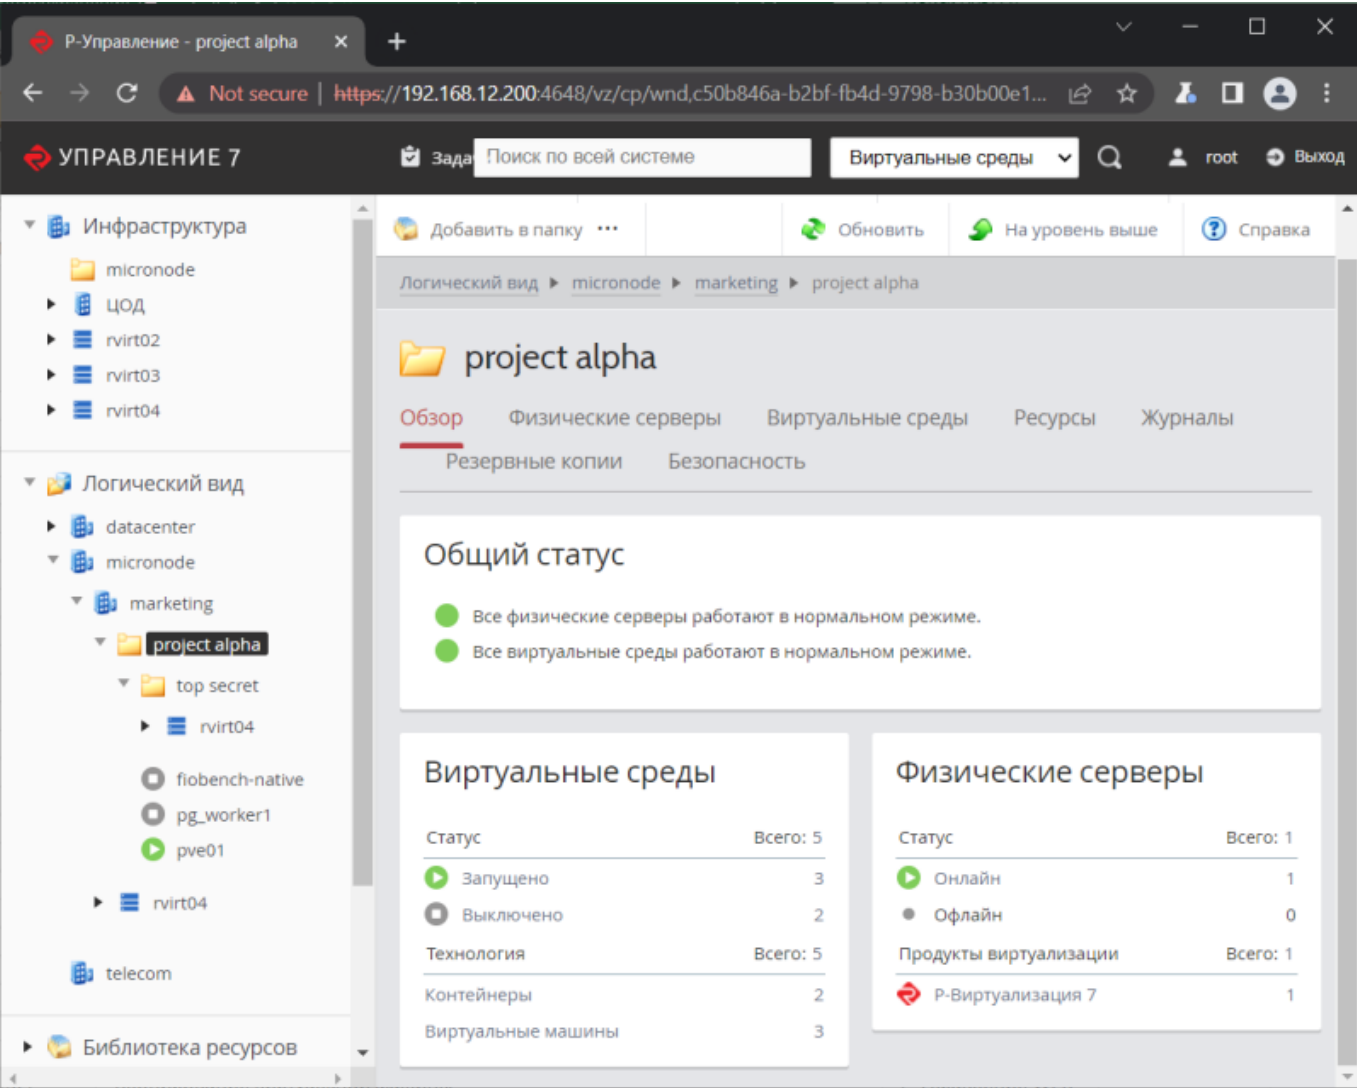 Р-Управление - project alpha
Not secure | https://192.168.12.200:4648/vz/cp/wnd,c50b846a-b2bf-fb4d-9798-b30b00e1...
УПРАВЛЕНИЕ 7
Зада
Поиск по всей системе
Виртуальные среды
root
Выход
Инфраструктура
micronode
ЦОД
rvirt02
rvirt03
rvirt04
Логический вид
datacenter
micronode
marketing
project alpha
top secret
rvirt04
fiobench-native
pg_worker1
pve01
rvirt04
telecom
Библиотека ресурсов
Добавить в папку ...
Обновить
На уровень выше
Справка
Логический вид micronode marketing project alpha
project alpha
Обзор Физические серверы Виртуальные среды Ресурсы Журналы
Резервные копии Безопасность
Общий статус
Все физические серверы работают в нормальном режиме.
Все виртуальные среды работают в нормальном режиме.
Виртуальные среды
Статус Всего: 5
Запущено 3
Выключено 2
Технология Всего: 5
Контейнеры 2
Виртуальные машины 3
Физические серверы
Статус Всего: 1
Онлайн 1
Офлайн 0
Продукты виртуализации Всего: 1
Р-Виртуализация 7 1